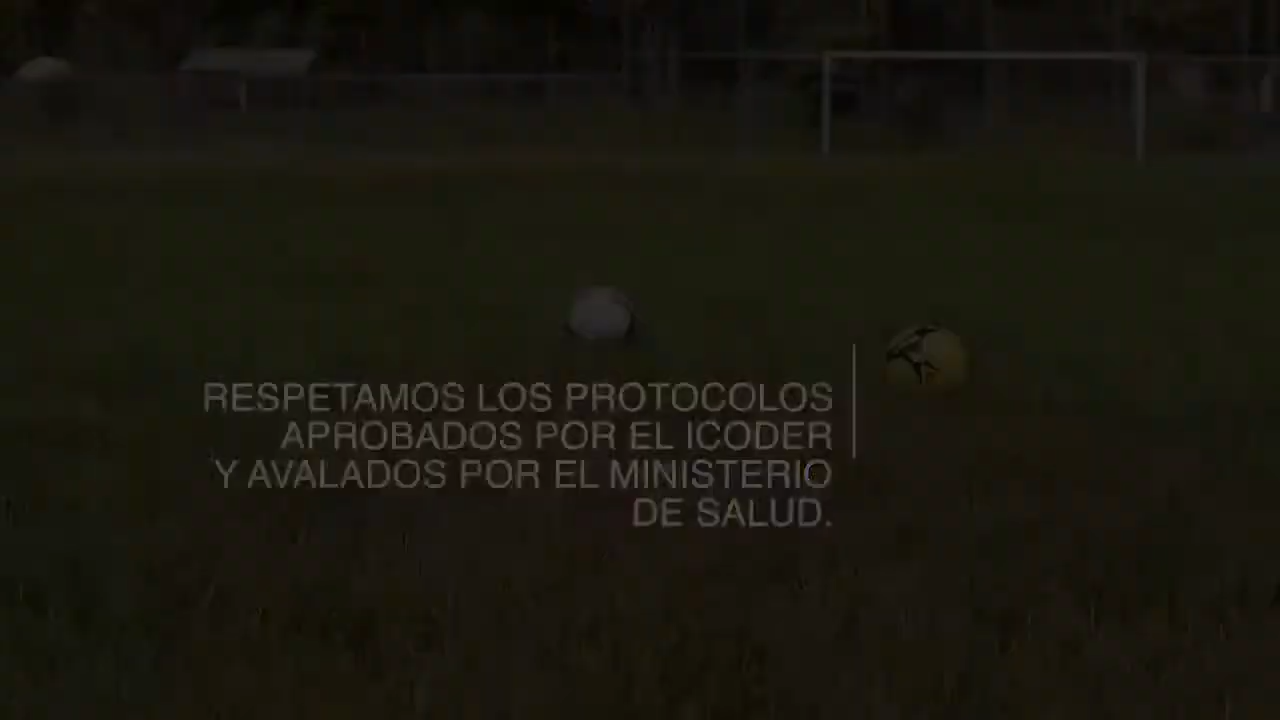 RESPETAMOS LOS PROTOCOLOS
APROBADOS POR EL ICODER
Y AVALADOS POR EL MINISTERIO
DE SALUD.